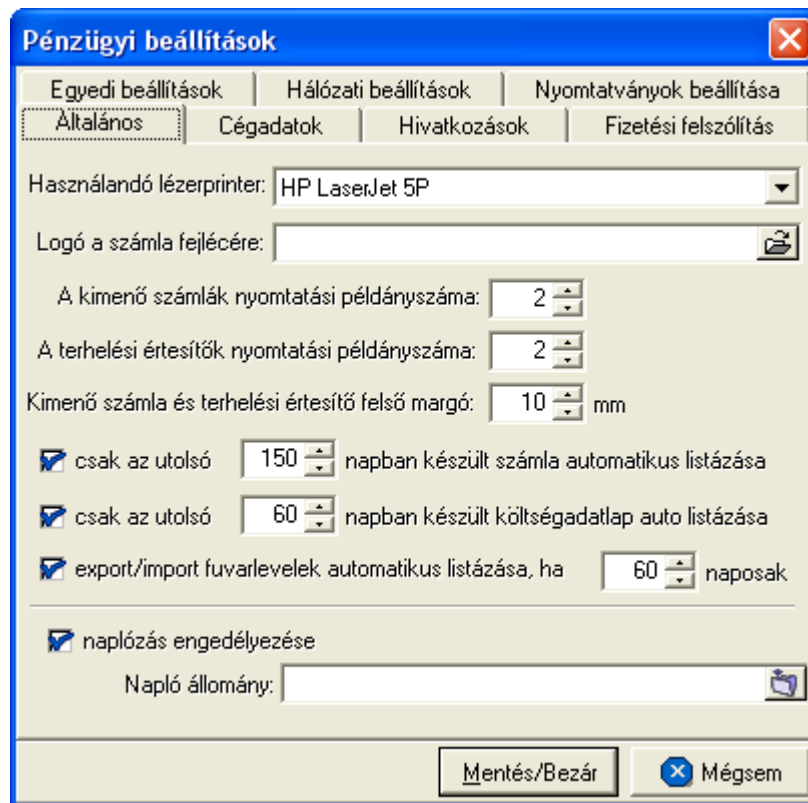 Pénzügyi beállítások
Egyedi beállítások Hálózati beállítások Nyomtatványok beállítása
Általános Cégadatok Hivatkozások Fizetési felszólítás
Használandó lézerprinter: HP LaserJet 5P
Logó a számla fejlécére:
A kimenő számlák nyomtatási példányszáma: 2
A terhelési értesítők nyomtatási példányszáma: 2
Kimenő számla és terhelési értesítő felső margó: 10 mm
csak az utolsó 150 napban készült számla automatikus listázása
csak az utolsó 60 napban készült költségadatlap auto listázása
export/import fuvarlevelek automatikus listázása, ha 60 naposak
naplózás engedélyezése
Napló állomány:
Mentés/Bezár Mégsem